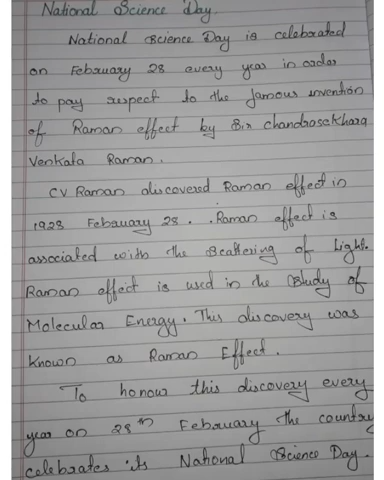 National Science Day.
National Science Day is celebrated
on February 28 every year in order
to pay respect to the famous invention
of Raman effect by Sir chandrasekhara
Venkata Raman.
CV Raman discovered Raman effect in
1928 February 28. . Raman effect is
associated with the Scattering of Light.
Raman effect is used in the Study of
Molecular Energy. This discovery was
known as Raman Effect.
To honour this discovery every
year on 28th February the country
celebrates its National Science Day.